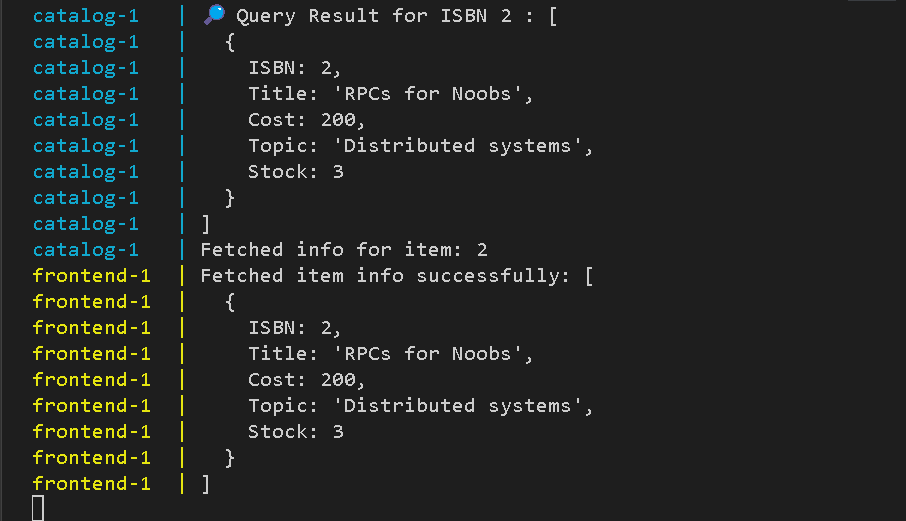 catalog-1  | 🔎 Query Result for ISBN 2 : [
catalog-1  |   {
catalog-1  |     ISBN: 2,
catalog-1  |     Title: 'RPCs for Noobs',
catalog-1  |     Cost: 200,
catalog-1  |     Topic: 'Distributed systems',
catalog-1  |     Stock: 3
catalog-1  |   }
catalog-1  | ]
catalog-1  | Fetched info for item: 2
frontend-1  | Fetched item info successfully: [
frontend-1  |   {
frontend-1  |     ISBN: 2,
frontend-1  |     Title: 'RPCs for Noobs',
frontend-1  |     Cost: 200,
frontend-1  |     Topic: 'Distributed systems',
frontend-1  |     Stock: 3
frontend-1  |   }
frontend-1  | ]